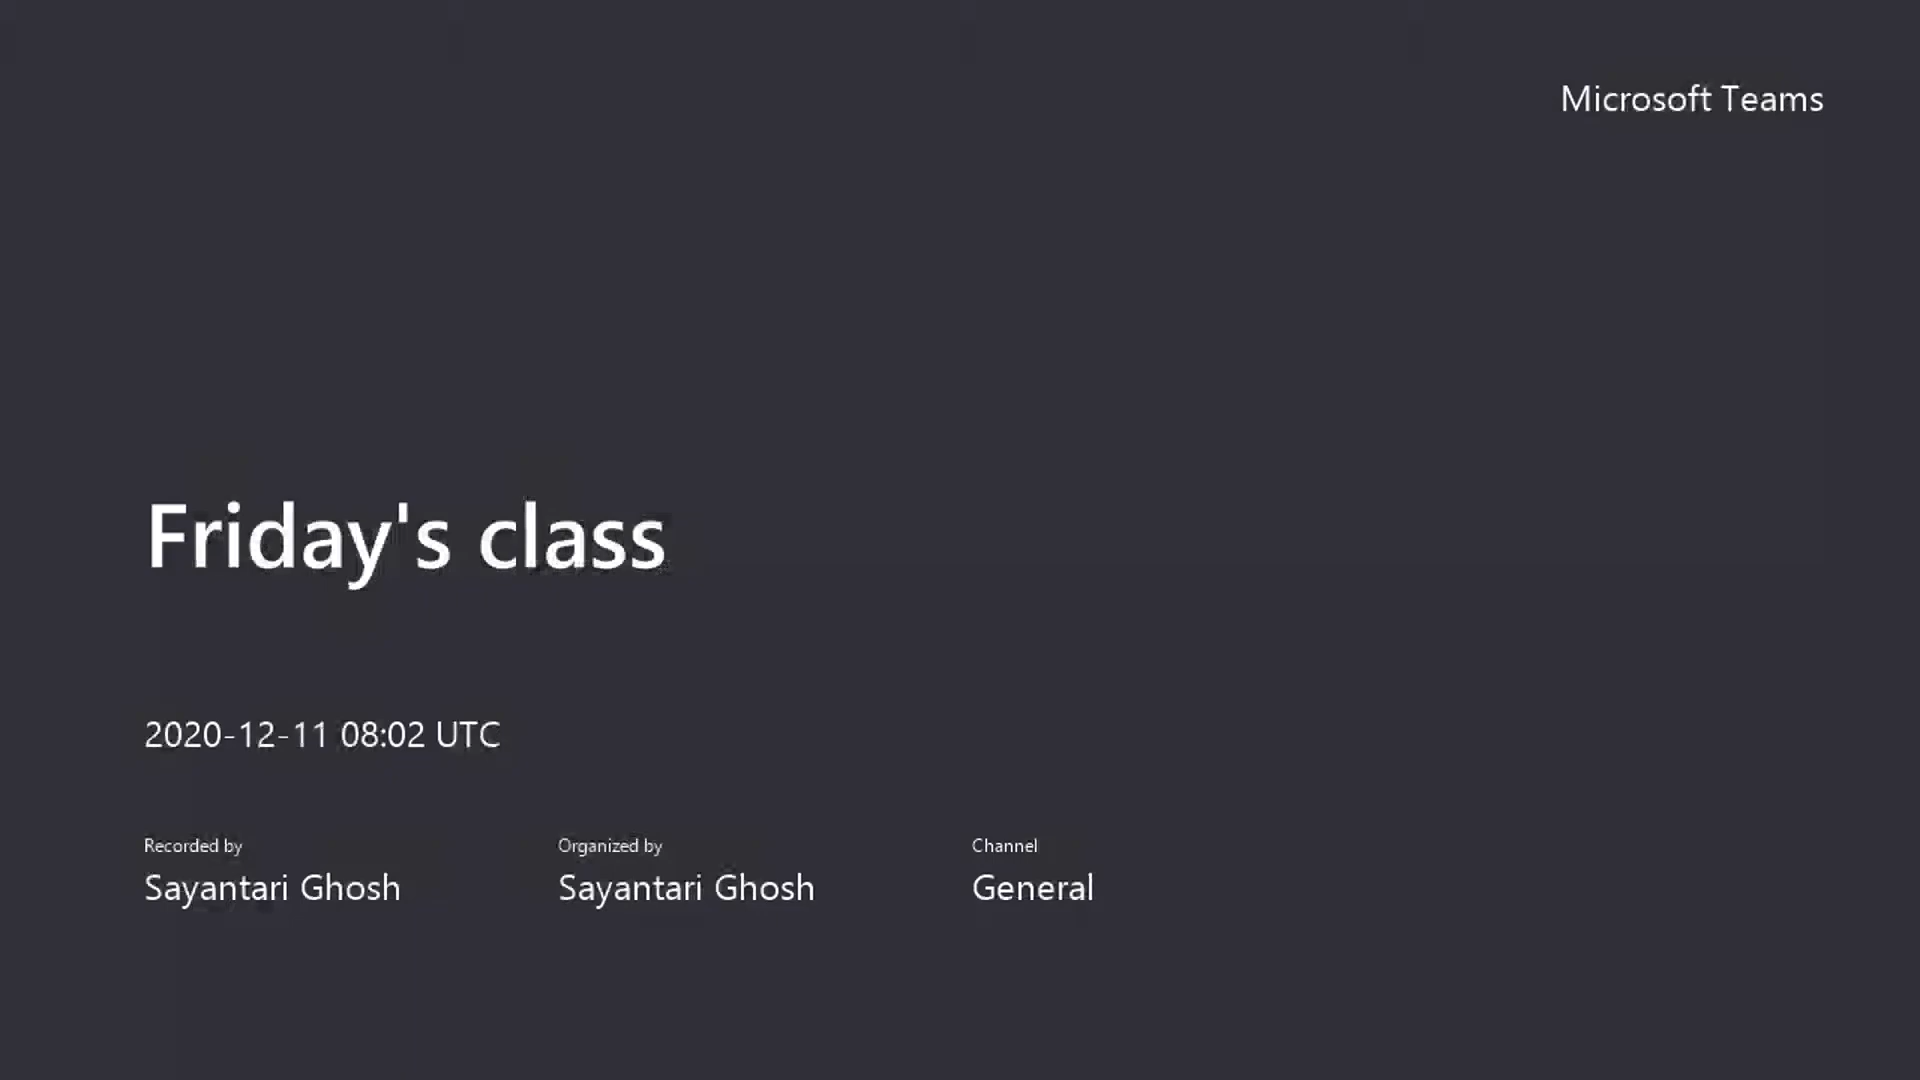 Microsoft Teams
Friday's class
2020-12-11 08:02 UTC
Recorded by
Sayantari Ghosh
Organized by
Sayantari Ghosh
Channel
General